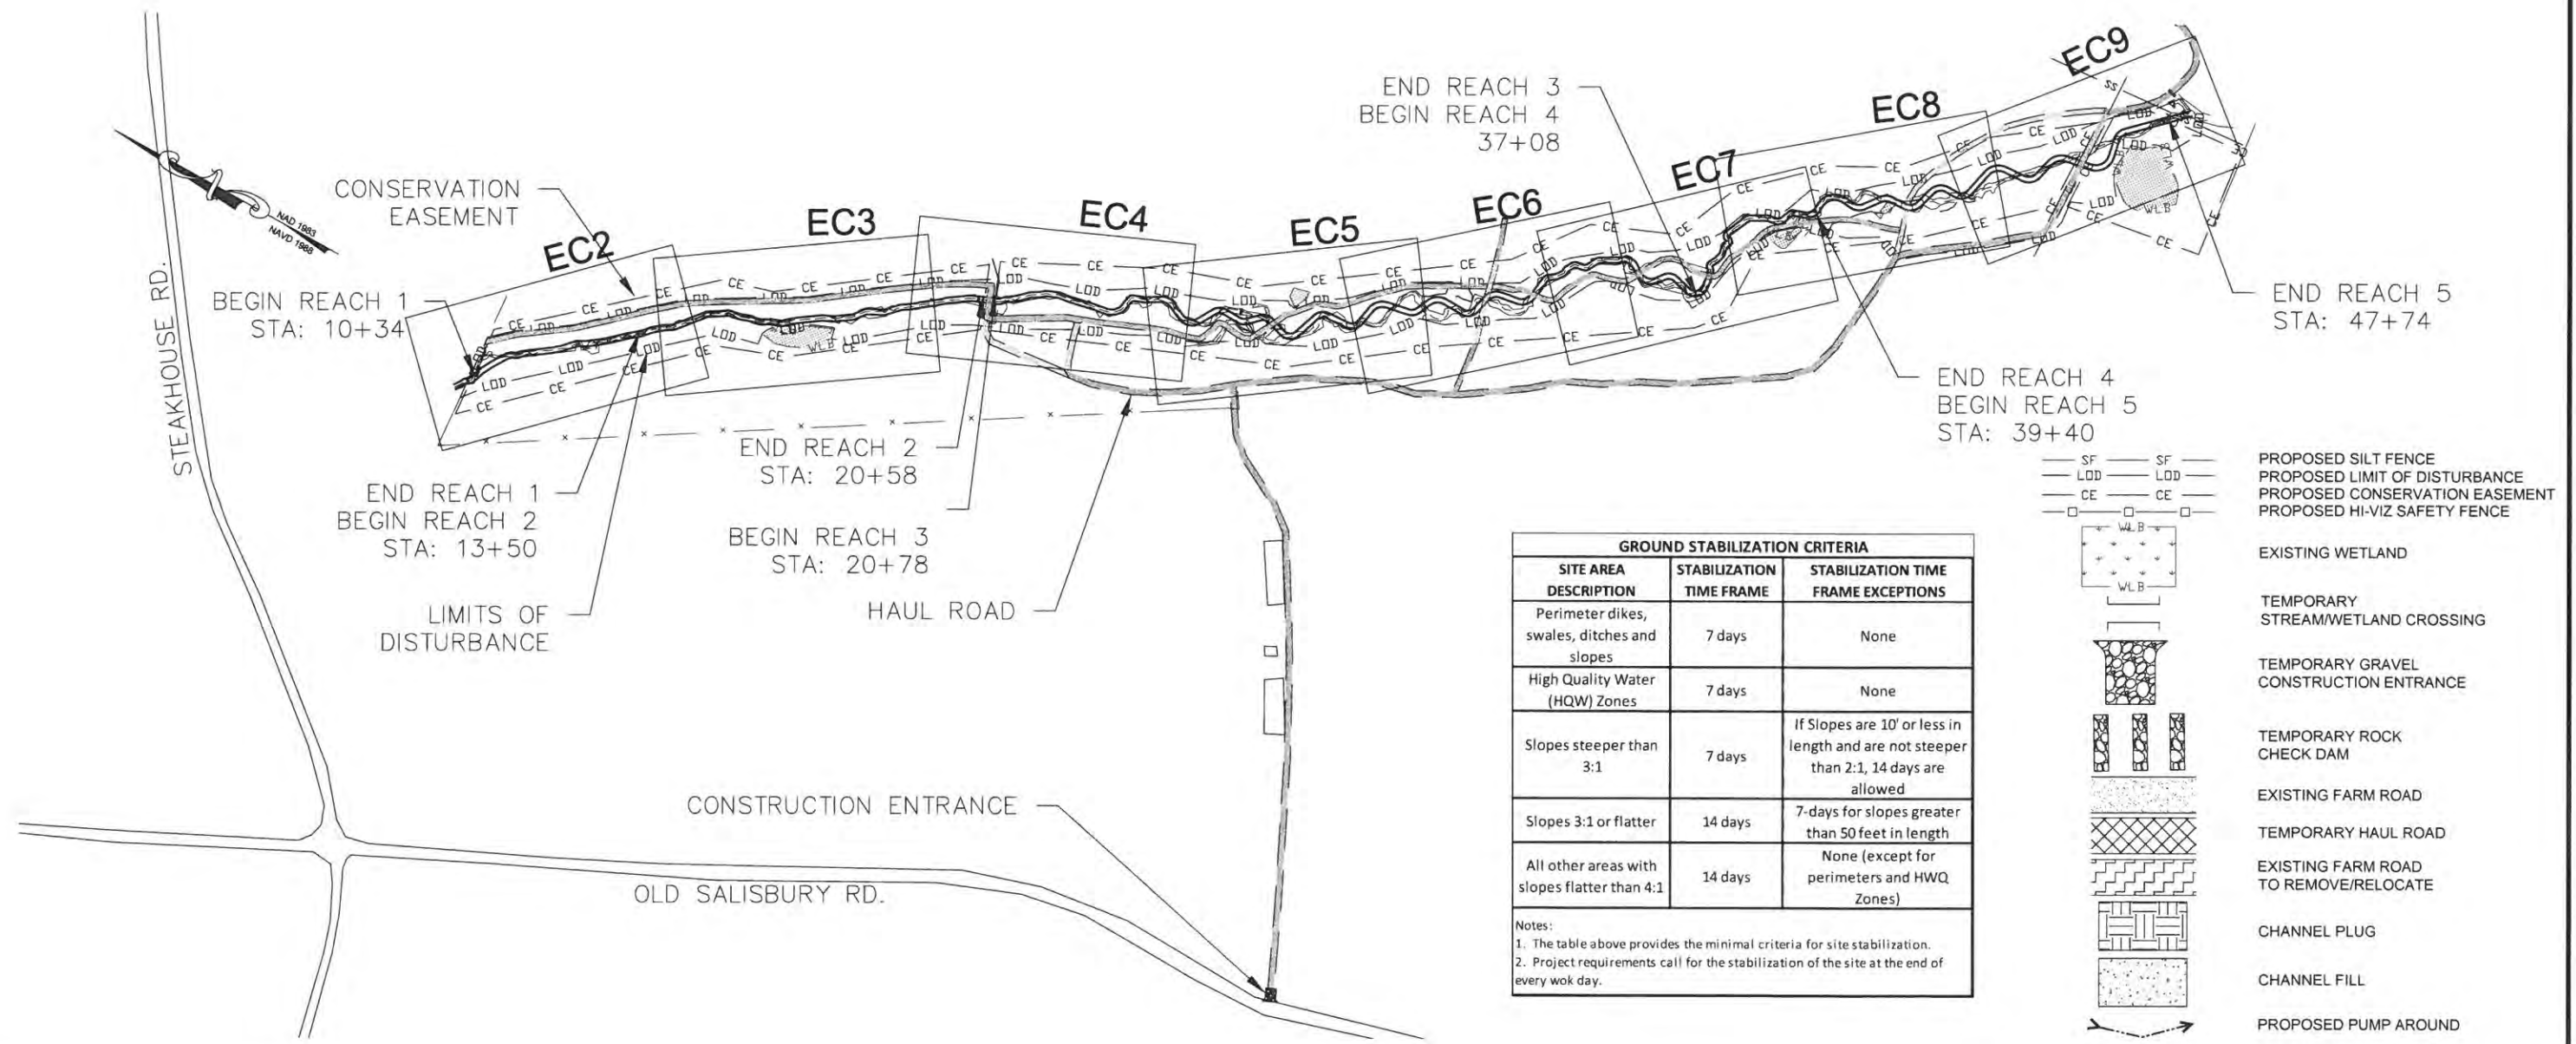 EC9
END REACH 3
BEGIN REACH 4
37+08
EC8
EC7
CONSERVATION
EASEMENT
NAD 1983
NAVD 1988
EC2
EC3
EC4
EC5
EC6
STEAKHOUSE RD.
BEGIN REACH 1
STA: 10+34
END REACH 5
STA: 47+74
END REACH 4
BEGIN REACH 5
STA: 39+40
END REACH 2
STA: 20+58
END REACH 1
BEGIN REACH 2
STA: 13+50
BEGIN REACH 3
STA: 20+78
LIMITS OF
DISTURBANCE
HAUL ROAD
CONSTRUCTION ENTRANCE
OLD SALISBURY RD.
GROUND STABILIZATION CRITERIA
SITE AREA
DESCRIPTION
STABILIZATION
TIME FRAME
STABILIZATION TIME
FRAME EXCEPTIONS
Perimeter dikes,
swales, ditches and
slopes
7 days
None
High Quality Water
(HQW) Zones
7 days
None
Slopes steeper than
3:1
7 days
If Slopes are 10' or less in
length and are not steeper
than 2:1, 14 days are
allowed
Slopes 3:1 or flatter
14 days
7-days for slopes greater
than 50 feet in length
All other areas with
slopes flatter than 4:1
14 days
None (except for
perimeters and HWQ
Zones)
Notes:
1. The table above provides the minimal criteria for site stabilization.
2. Project requirements call for the stabilization of the site at the end of
every wok day.
SF SF PROPOSED SILT FENCE
LOD LOD PROPOSED LIMIT OF DISTURBANCE
CE CE PROPOSED CONSERVATION EASEMENT
PROPOSED HI-VIZ SAFETY FENCE
WLB
EXISTING WETLAND
WLB
TEMPORARY
STREAM/WETLAND CROSSING
TEMPORARY GRAVEL
CONSTRUCTION ENTRANCE
TEMPORARY ROCK
CHECK DAM
EXISTING FARM ROAD
TEMPORARY HAUL ROAD
EXISTING FARM ROAD
TO REMOVE/RELOCATE
CHANNEL PLUG
CHANNEL FILL
PROPOSED PUMP AROUND